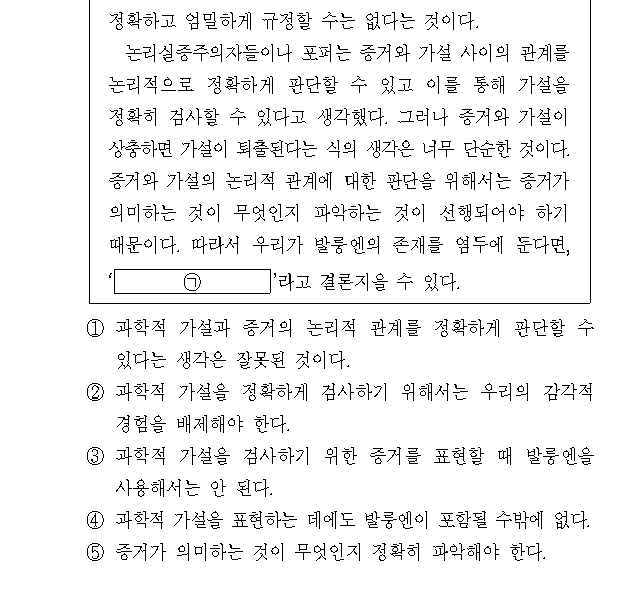 정확하고 엄밀하게 규정할 수는 없다는 것이다.
논리실증주의자들이나 포퍼는 증거와 가설 사이의 관계를
논리적으로 정확하게 판단할 수 있고 이를 통해 가설을
정확히 검사할 수 있다고 생각했다. 그러나 증거와 가설이
상충하면 가설이 퇴출된다는 식의 생각은 너무 단순한 것이다.
증거와 가설의 논리적 관계에 대한 판단을 위해서는 증거가
의미하는 것이 무엇인지 파악하는 것이 선행되어야 하기
때문이다. 따라서 우리가 발룽엔의 존재를 염두에 둔다면,
‘ ㉠ ’라고 결론지을 수 있다.
① 과학적 가설과 증거의 논리적 관계를 정확하게 판단할 수
있다는 생각은 잘못된 것이다.
② 과학적 가설을 정확하게 검사하기 위해서는 우리의 감각적
경험을 배제해야 한다.
③ 과학적 가설을 검사하기 위한 증거를 표현할 때 발룽엔을
사용해서는 안 된다.
④ 과학적 가설을 표현하는 데에도 발룽엔이 포함될 수밖에 없다.
⑤ 증거가 의미하는 것이 무엇인지 정확히 파악해야 한다.